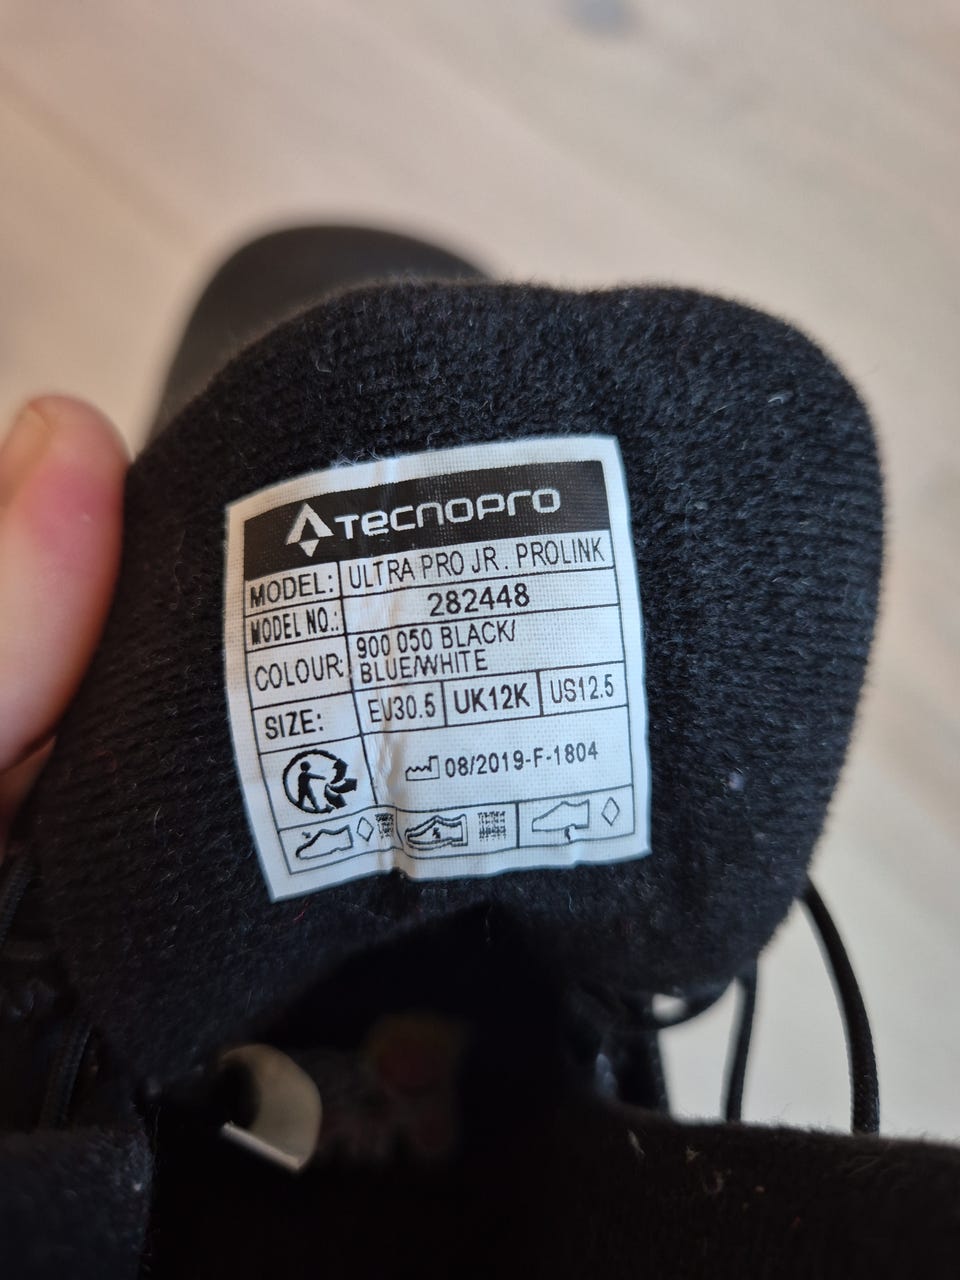 TECNOPRO
MODEL: ULTRA PRO JR. PROLINK
MODEL NO.: 282448
COLOUR: 900 050 BLACK/
BLUE/WHITE
SIZE: EU30.5 UK12K US12.5
08/2019-F-1804